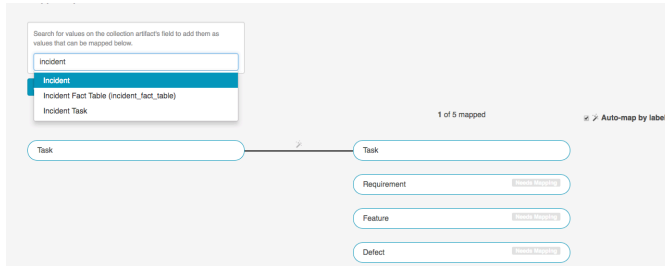 Search for values on the collection artifact's field to add them as
values that can be mapped below.
incident
Incident
Incident Fact Table (incident_fact_table)
Incident Task
1 of 5 mapped
Auto-map by label
Task
Task
Requirement
Needs Mapping
Feature
Needs Mapping
Defect
Needs Mapping